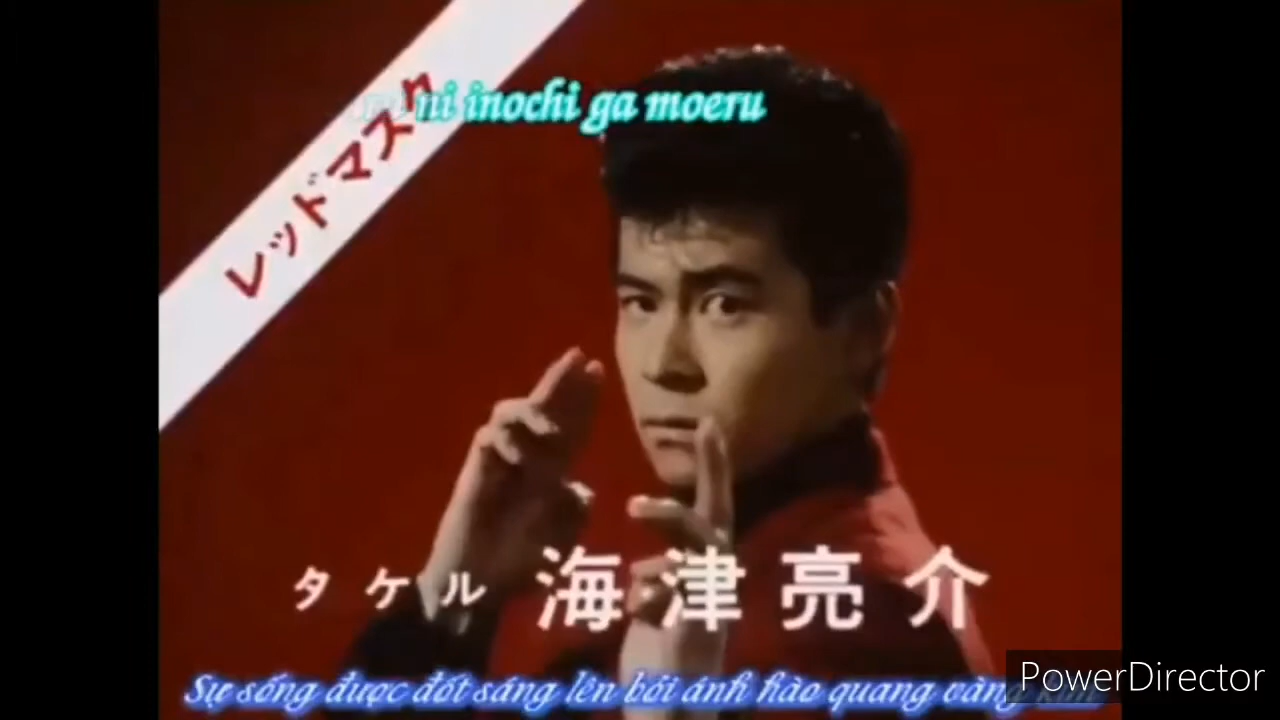 ni inochi ga moeru
レッドマスク
タケル 海津亮介
Sự sống được đốt sáng lên bởi ánh hào quang vàng
PowerDirector